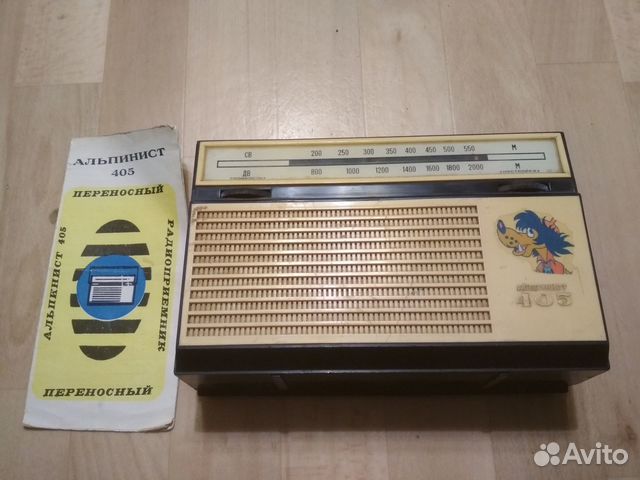 АЛЬПИНИСТ
405
ПЕРЕНОСНЫЙ
АЛЬПИНИСТ 405
РАДИОПРИЕМНИК
ПЕРЕНОСНЫЙ
СВ 200 250 300 350 400 450 500 550 М
ДВ 800 1000 1200 1400 1600 1800 2000 М
АЛЬПИНИСТ
405
Avito